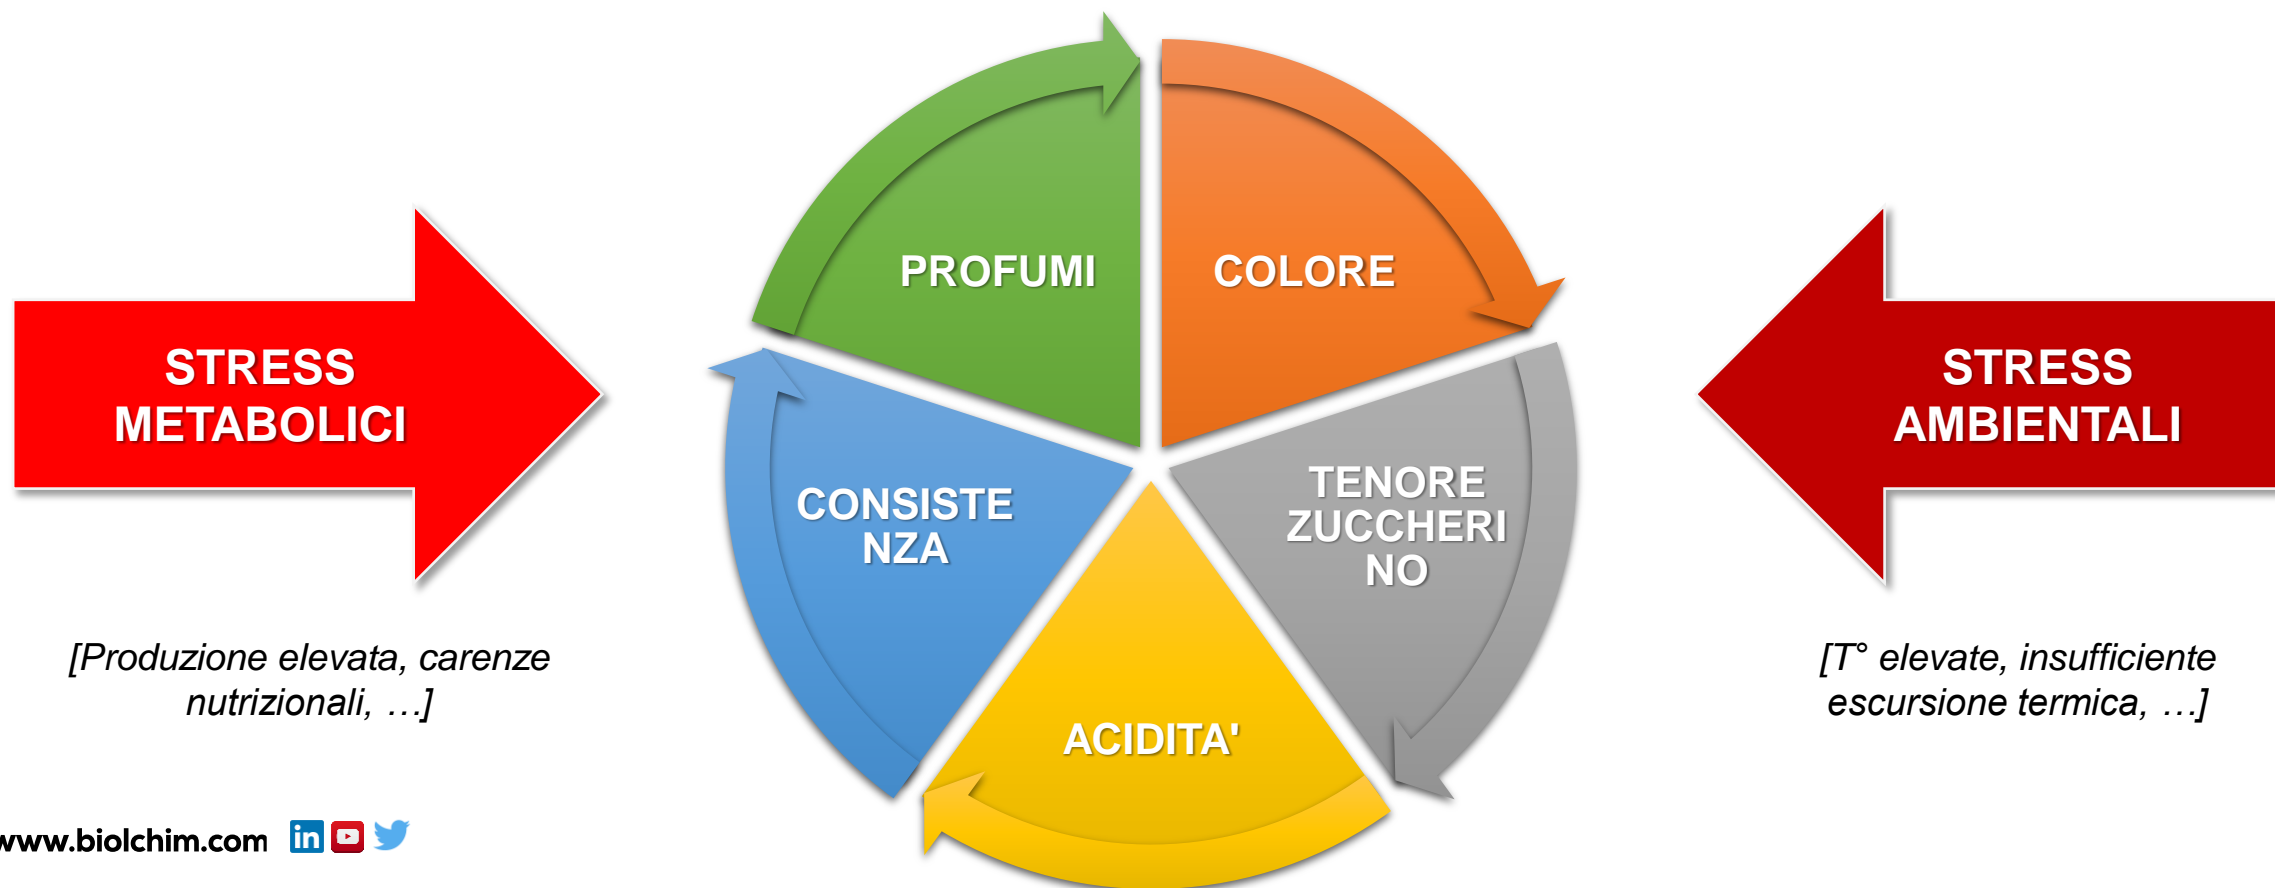 PROFUMI
COLORE
STRESS
METABOLICI
STRESS
AMBIENTALI
CONSISTE
NZA
TENORE
ZUCCHERI
NO
ACIDITA'
[Produzione elevata, carenze
nutrizionali, …]
[T° elevate, insufficiente
escursione termica, …]
www.biolchim.com
in